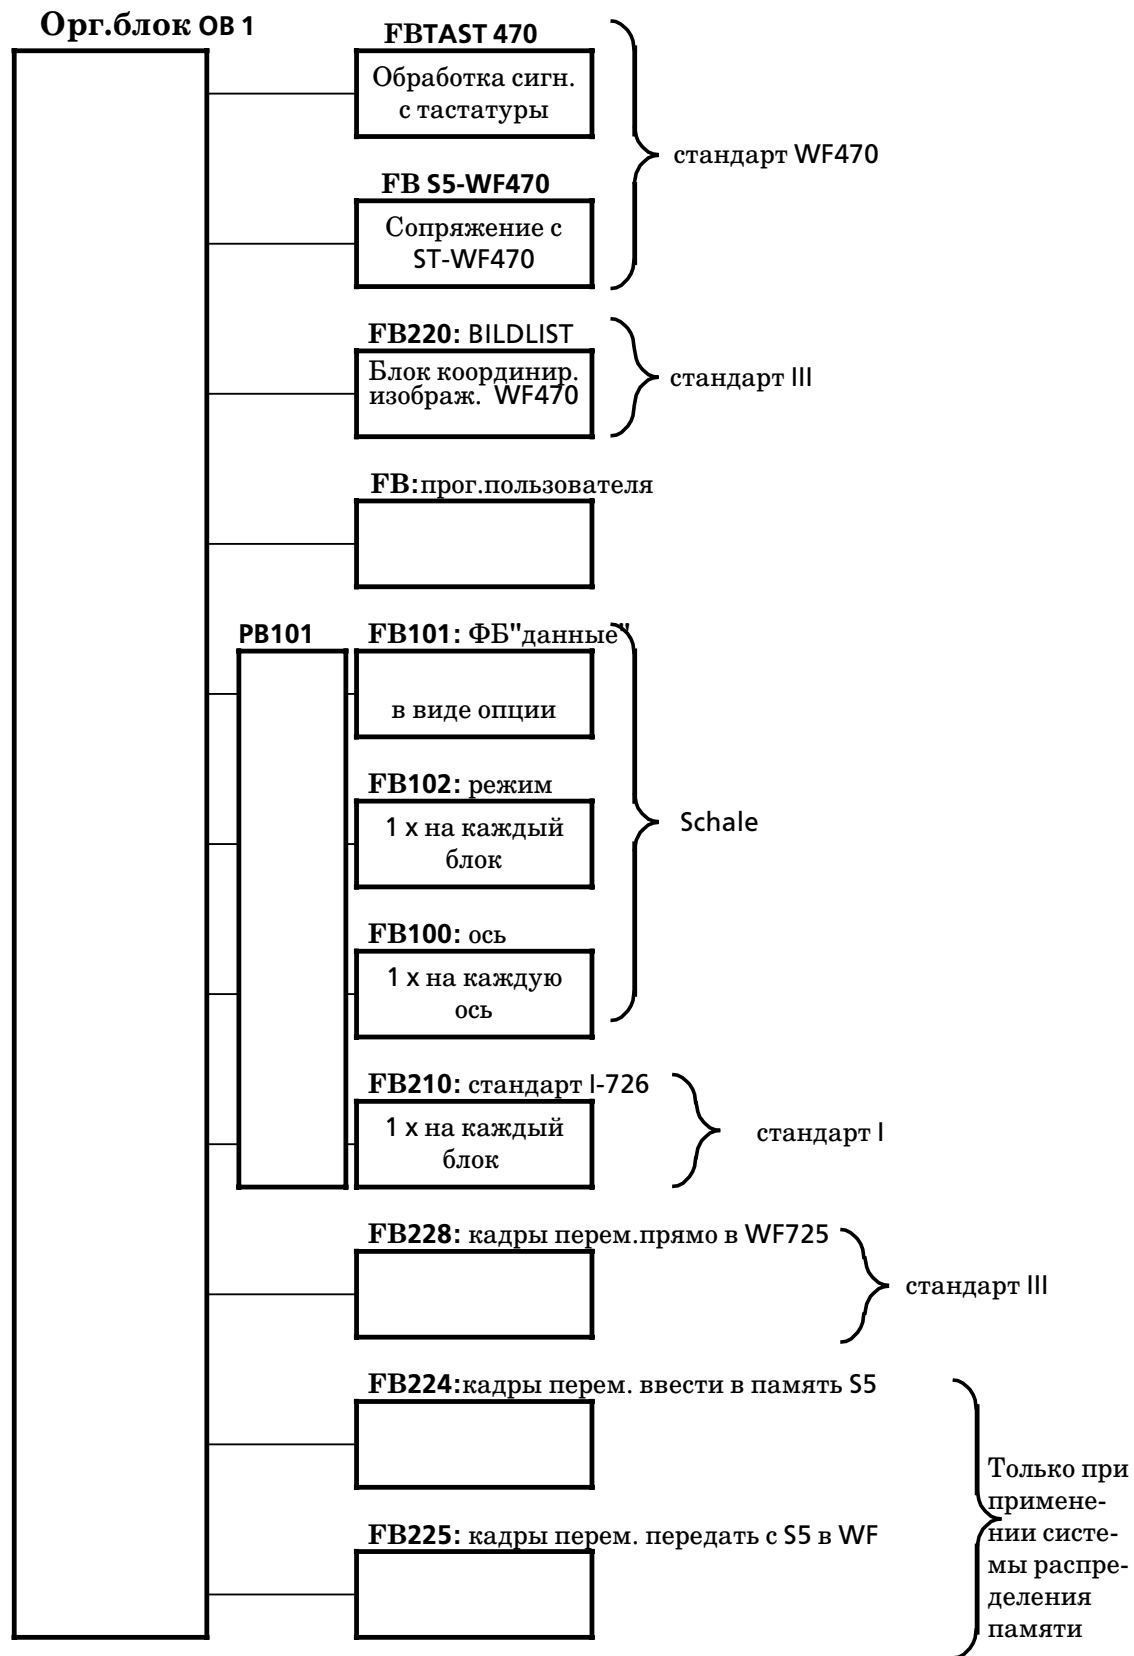 Орг.блок OB 1
FBTAST 470
Обработка сигн.
с тастатуры
стандарт WF470
FB S5-WF470
Сопряжение с
ST-WF470
FB220: BILDLIST
Блок координир.
изображ. WF470
стандарт III
FB:прог.пользователя
PB101
FB101: ФБ"данные"
в виде опции
FB102: режим
1 x на каждый
блок
Schale
FB100: ось
1 x на каждую
ось
FB210: стандарт I-726
1 x на каждый
блок
стандарт I
FB228: кадры перем.прямо в WF725
стандарт III
FB224:кадры перем. ввести в память S5
FB225: кадры перем. передать с S5 в WF
Только при
примене-
нии систе-
мы распре-
деления
памяти